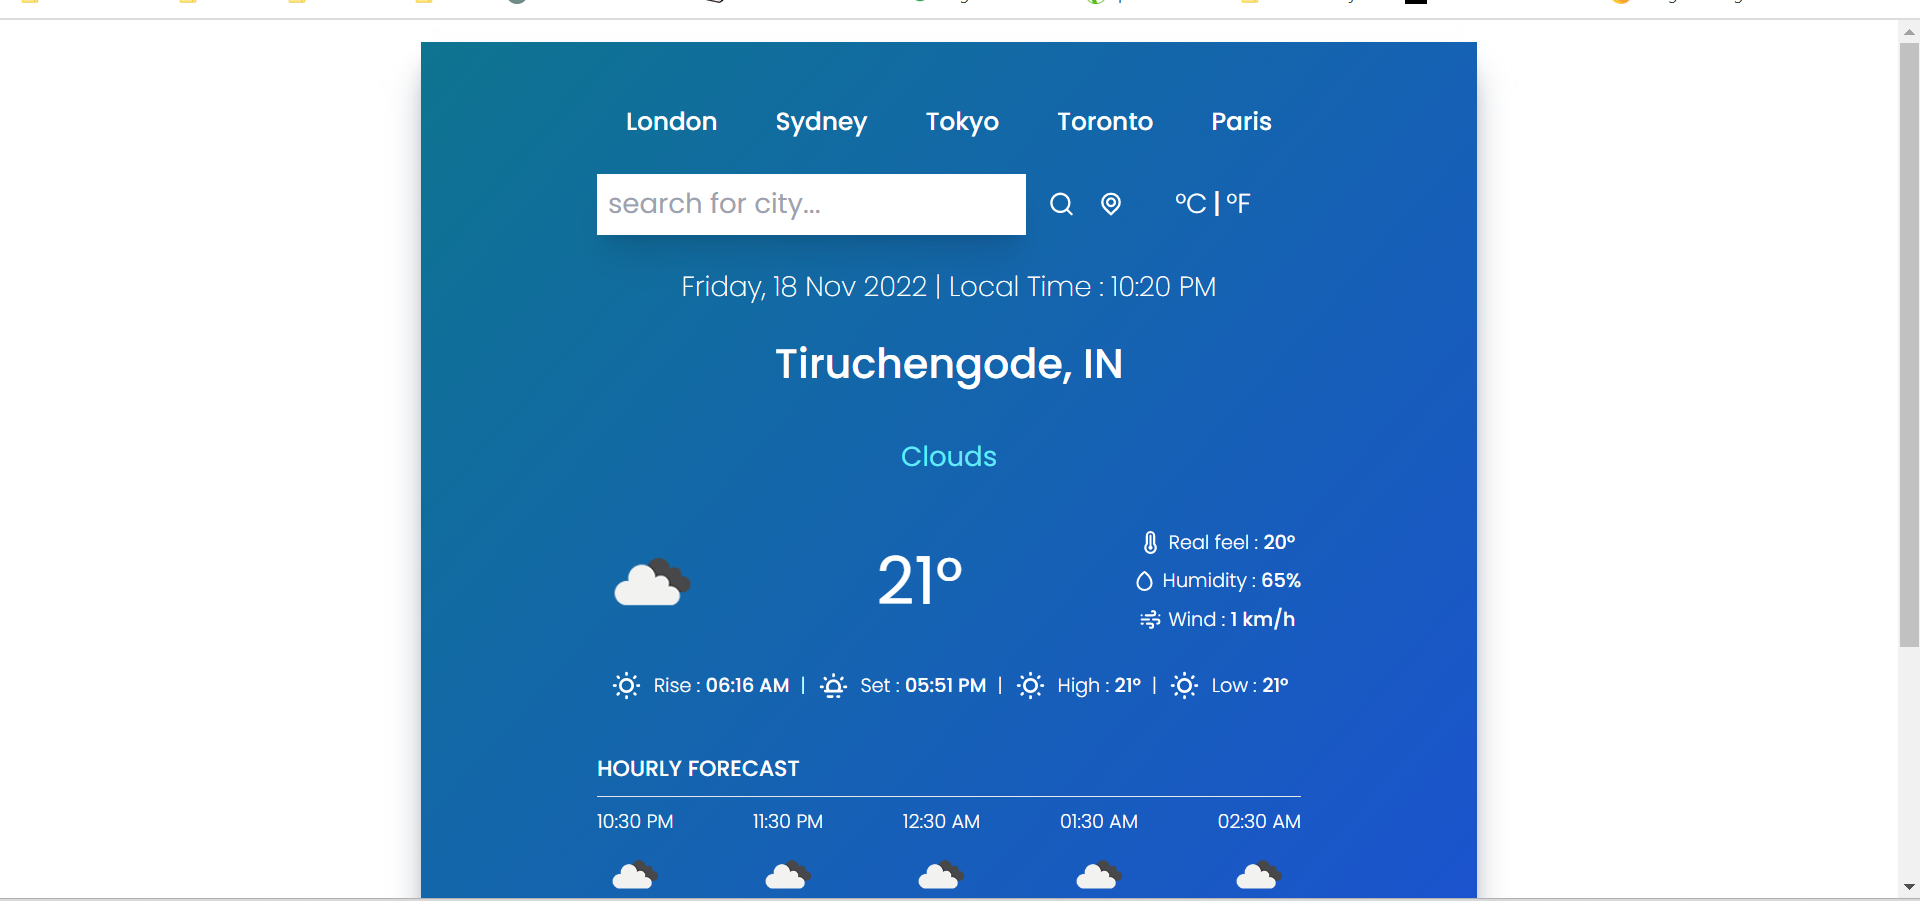 London Sydney Tokyo Toronto Paris
search for city... °C | °F
Friday, 18 Nov 2022 | Local Time : 10:20 PM
Tiruchengode, IN
Clouds
21°
Real feel : 20°
Humidity : 65%
Wind : 1 km/h
Rise : 06:16 AM | Set : 05:51 PM | High : 21° | Low : 21°
HOURLY FORECAST
10:30 PM 11:30 PM 12:30 AM 01:30 AM 02:30 AM